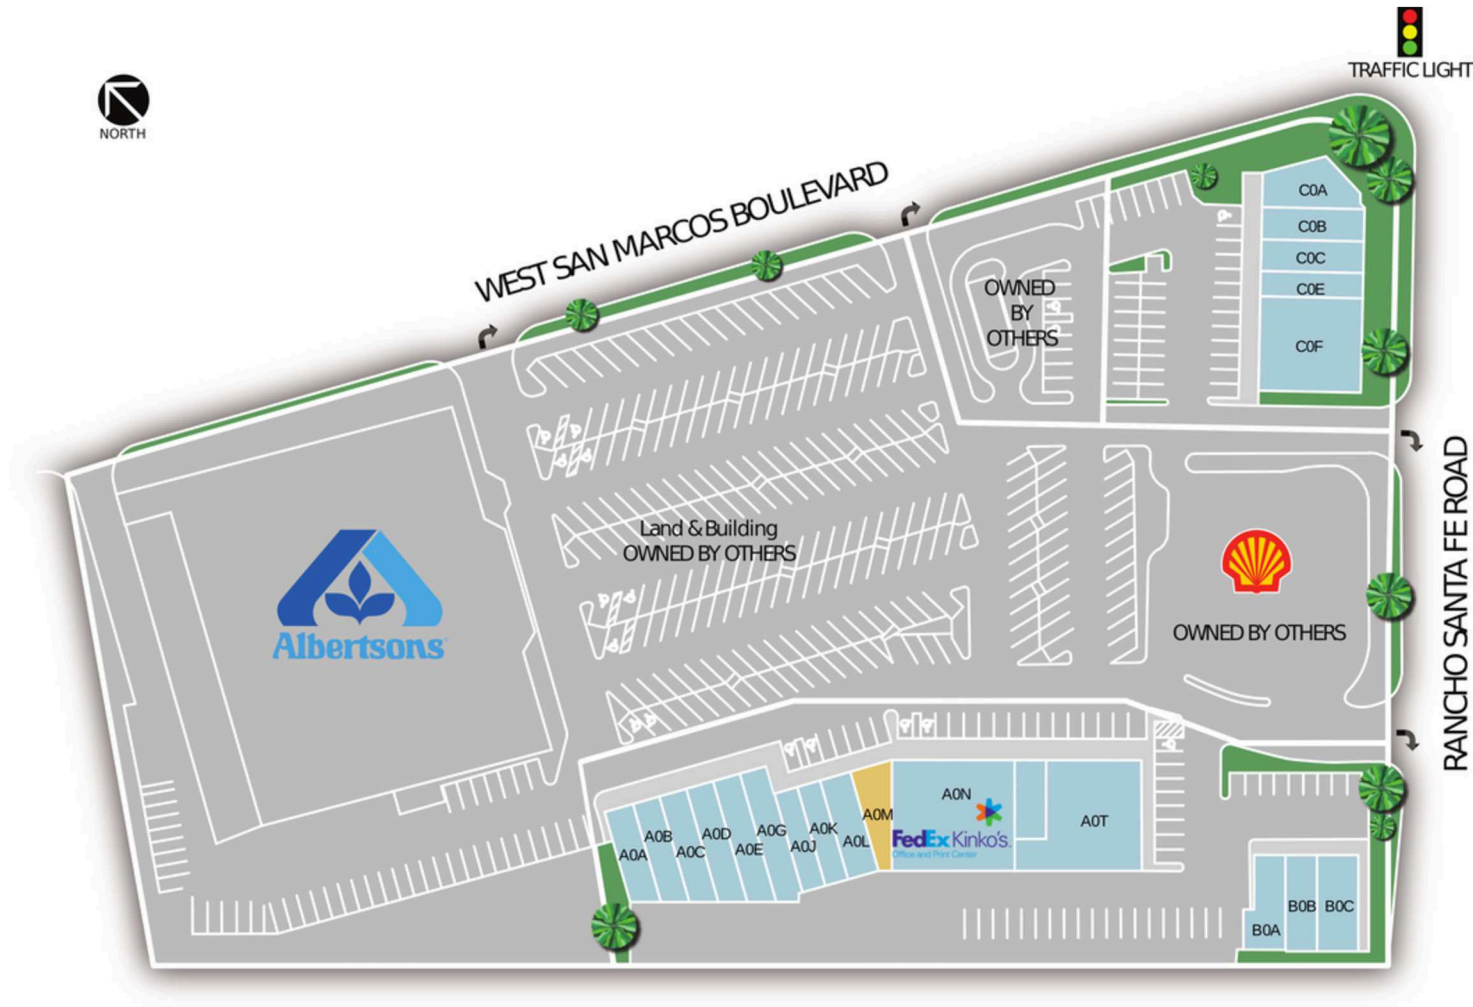 TRAFFIC LIGHT
NORTH
WEST SAN MARCOS BOULEVARD
C0A
C0B
C0C
C0E
C0F
OWNED
BY
OTHERS
RANCHO SANTA FE ROAD
Land & Building
OWNED BY OTHERS
Albertsons
OWNED BY OTHERS
A0A
A0B
A0C
A0D
A0E
A0G
A0J
A0K
A0L
A0M
A0N
FedEx Kinko's.
Office and Print Center
A0T
B0A
B0B
B0C